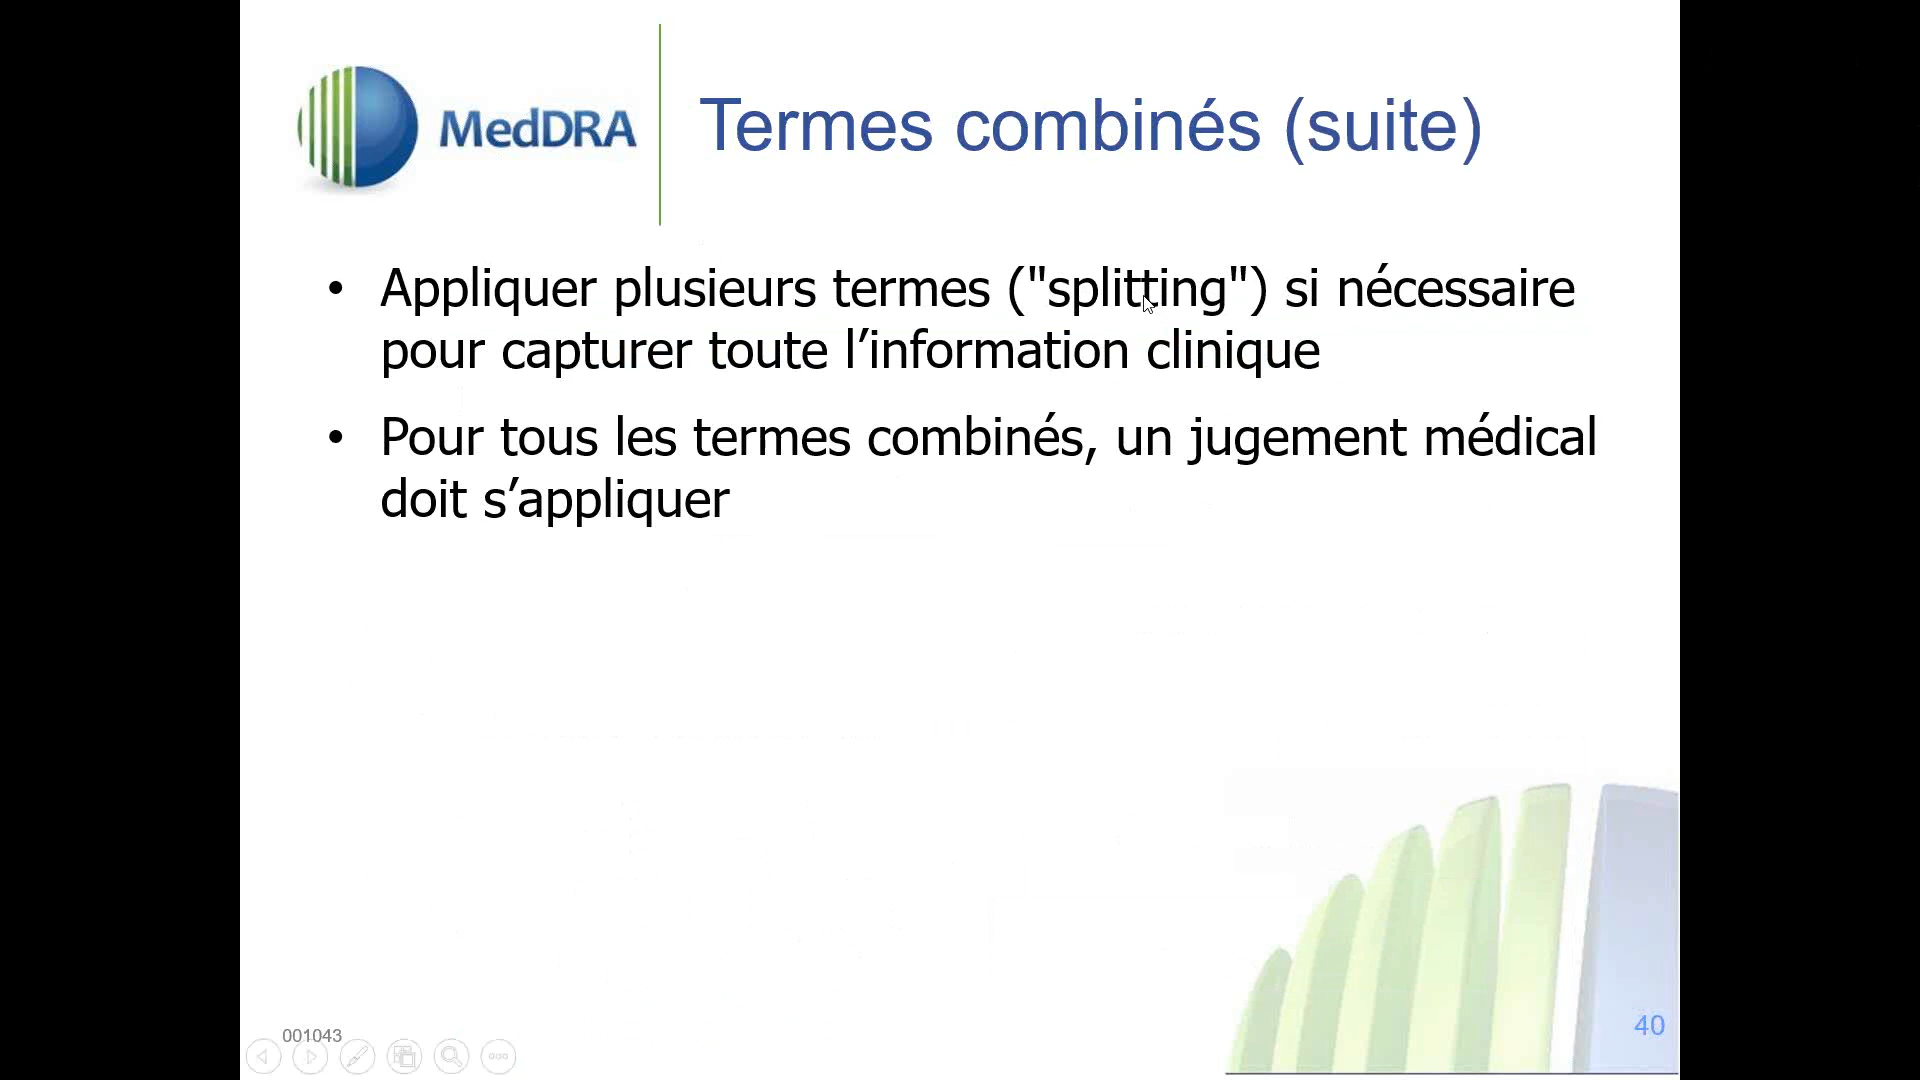 MedDRA
Termes combinés (suite)
• Appliquer plusieurs termes ("splitting") si nécessaire
pour capturer toute l’information clinique
• Pour tous les termes combinés, un jugement médical
doit s’appliquer
001043
40